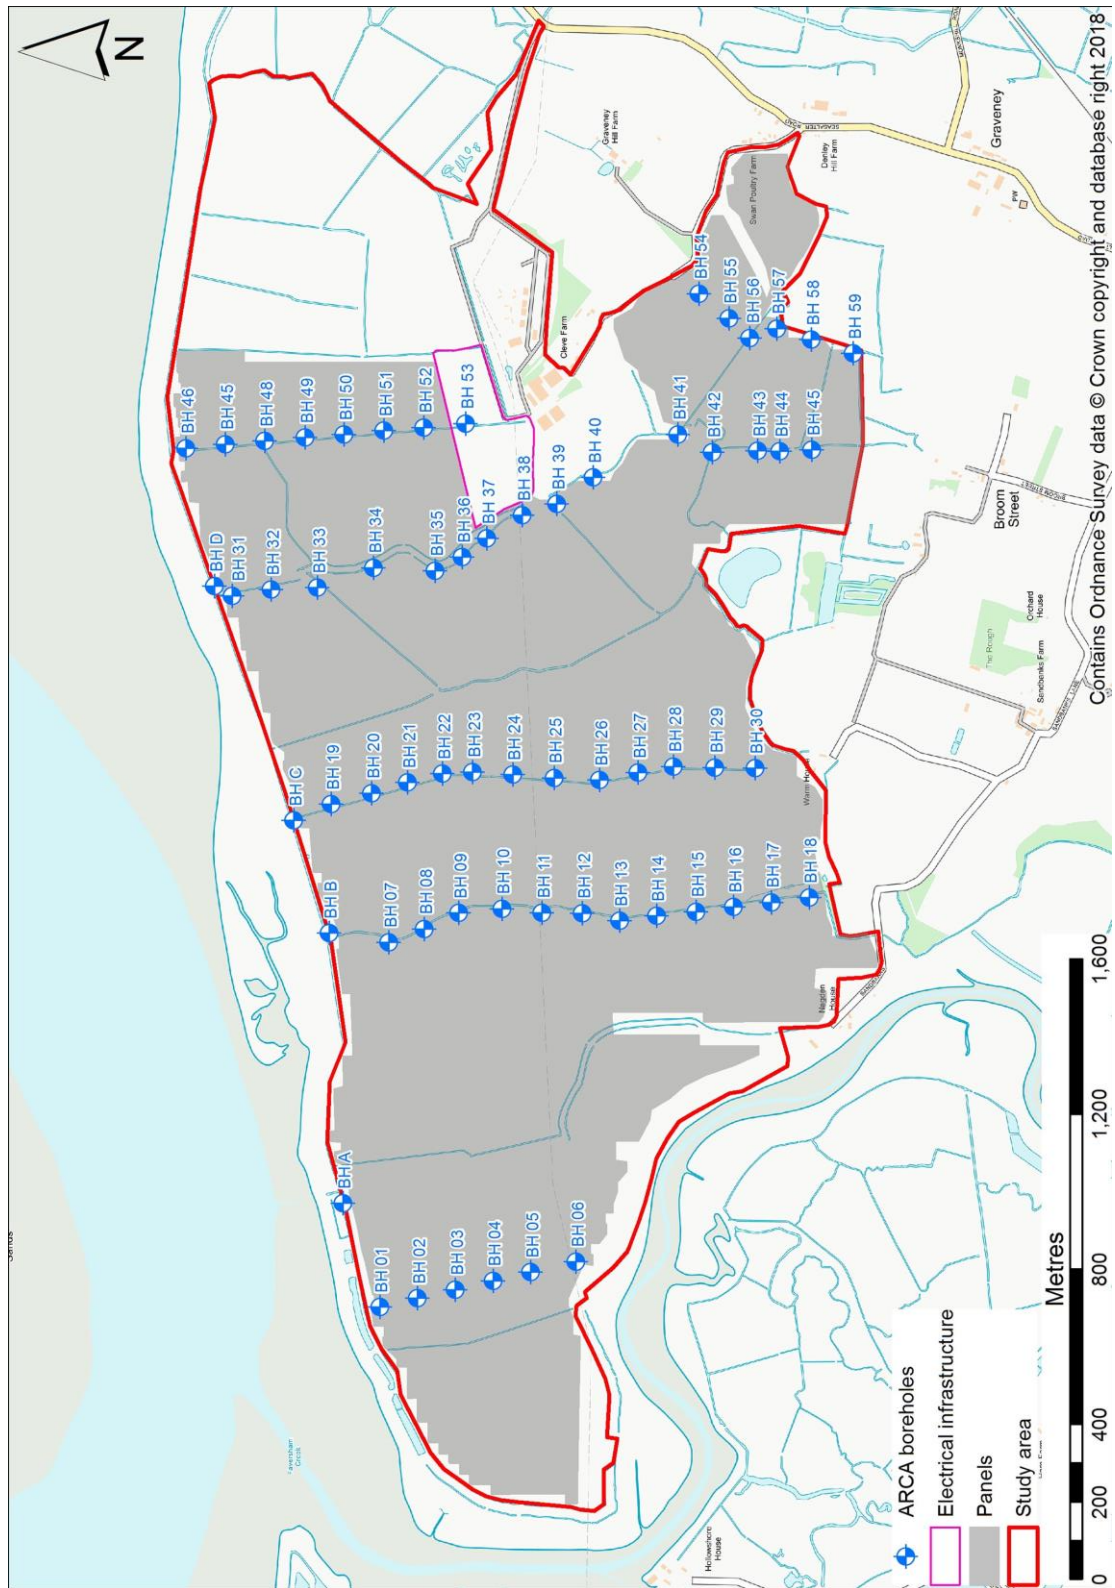 N
BH 46
BH 45
BH 48
BH 49
BH 50
BH 51
BH 52
BH 53
BH D
BH 31
BH 32
BH 33
BH 34
BH 35
BH 36
BH 37
BH 38
BH 39
BH 40
BH 41
BH 42
BH 43
BH 44
BH 45
BH 54
BH 55
BH 56
BH 57
BH 58
BH 59
BH C
BH 19
BH 20
BH 21
BH 22
BH 23
BH 24
BH 25
BH 26
BH 27
BH 28
BH 29
BH 30
BH B
BH 07
BH 08
BH 09
BH 10
BH 11
BH 12
BH 13
BH 14
BH 15
BH 16
BH 17
BH 18
BH A
BH 01
BH 02
BH 03
BH 04
BH 05
BH 06
Graveney
Hill Farm
Cleve Farm
Swan Poultry Farm
Denley
Hill Farm
SEASALTER ROAD
Graveney
PW
Broom
Street
The Rough
Orchard
House
Sandbanks Farm
SANDBANKS LANE
Warm House
Nagden
House
Creek
Hollowshore
House
ARCA boreholes
Electrical infrastructure
Panels
Study area
Metres
0
200
400
800
1,200
1,600
Contains Ordnance Survey data © Crown copyright and database right 2018